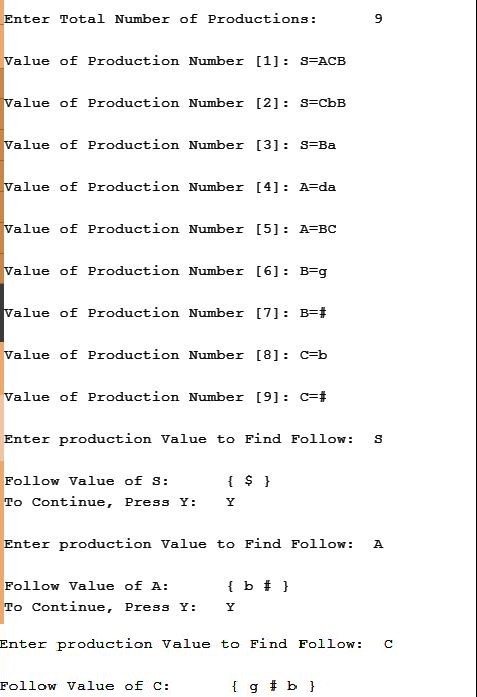 Enter Total Number of Productions: 9
Value of Production Number [1]: S=ACB
Value of Production Number [2]: S=CbB
Value of Production Number [3]: S=Ba
Value of Production Number [4]: A=da
Value of Production Number [5]: A=BC
Value of Production Number [6]: B=g
Value of Production Number [7]: B=#
Value of Production Number [8]: C=b
Value of Production Number [9]: C=#
Enter production Value to Find Follow: S
Follow Value of S: { $ }
To Continue, Press Y: Y
Enter production Value to Find Follow: A
Follow Value of A: { b # }
To Continue, Press Y: Y
Enter production Value to Find Follow: C
Follow Value of C: { g # b }